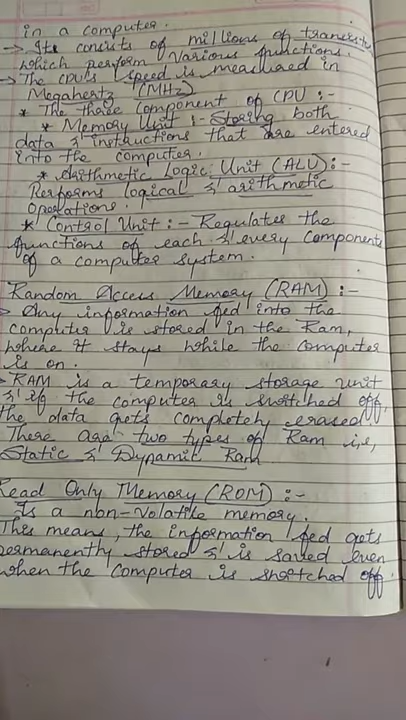 in a computer.
→ It consists of millions of transistu
which perform various functions.
→ The CPU's speed is measured in
Megahertz (MHz)
* The three Component of CPU :-
* Memory Unit :- Storing both
data & instructions that are entered
into the computer.
* Arithmetic Logic Unit (ALU):-
Performs logical & arithmetic
Operations.
* Control Unit :- Regulates the
functions of each & every Components
of a computer system.
Random Access Memory (RAM) :-
→ Any information fed into the
computer is stored in the Ram,
where it stays while the computer
is on.
→ RAM is a temporary storage unit
& if the computer is switched off,
the data gets completely erased.
There are two types of Ram i,e,
Static & Dynamic Ram
Read Only Memory (ROM) :-
Is a non-Volatile memory.
This means, the information fed gets
permanently stored & is saved even
when the computer is switched off.